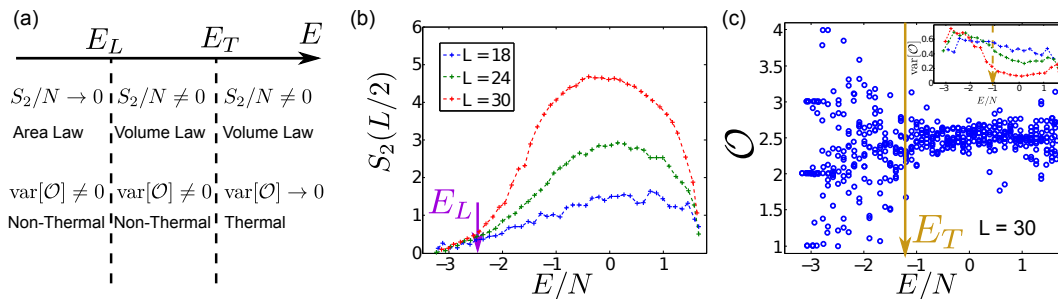 (a)
E_L E_T E
S_2/N → 0 S_2/N ≠ 0 S_2/N ≠ 0
Area Law Volume Law Volume Law
var[𝒪] ≠ 0 var[𝒪] ≠ 0 var[𝒪] → 0
Non-Thermal Non-Thermal Thermal
(b)
6
5
4
3
2
1
0
S_2(L/2)
L = 18
L = 24
L = 30
E_L
−3 −2 −1 0 1
E/N
(c)
4.0
3.5
3.0
2.5
2.0
1.5
1
𝒪
0.6
0.4
0.2
0
var[𝒪]
−3 −2 −1 0 1
E/N
E_T
L = 30
−3 −2 −1 0 1
E/N